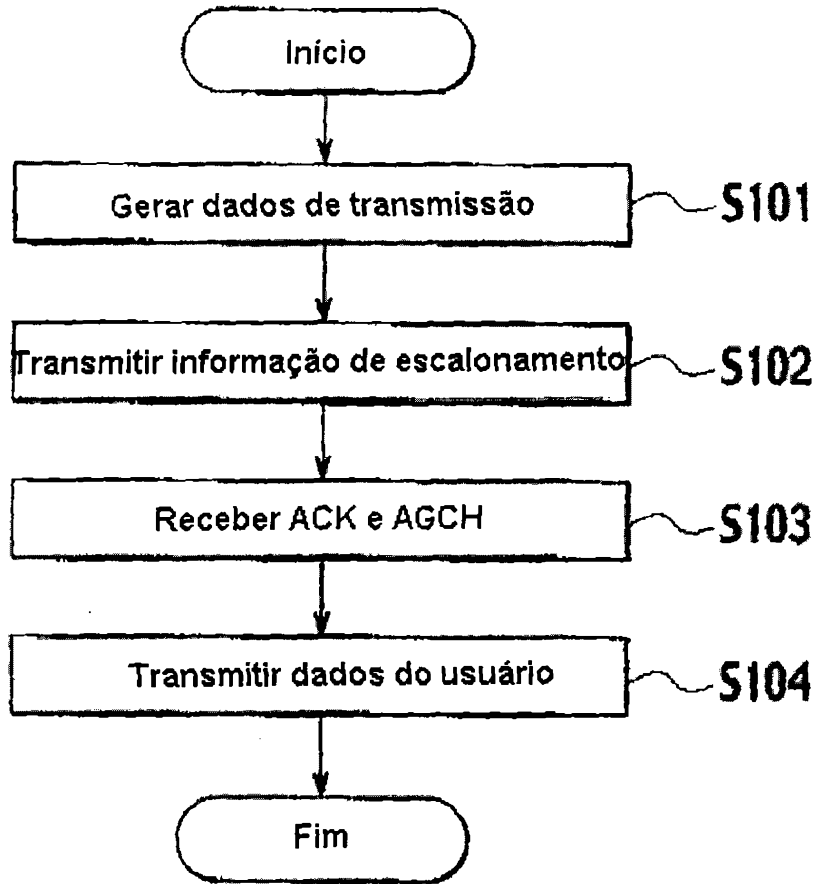 Início
Gerar dados de transmissão
S101
Transmitir informação de escalonamento
S102
Receber ACK e AGCH
S103
Transmitir dados do usuário
S104
Fim